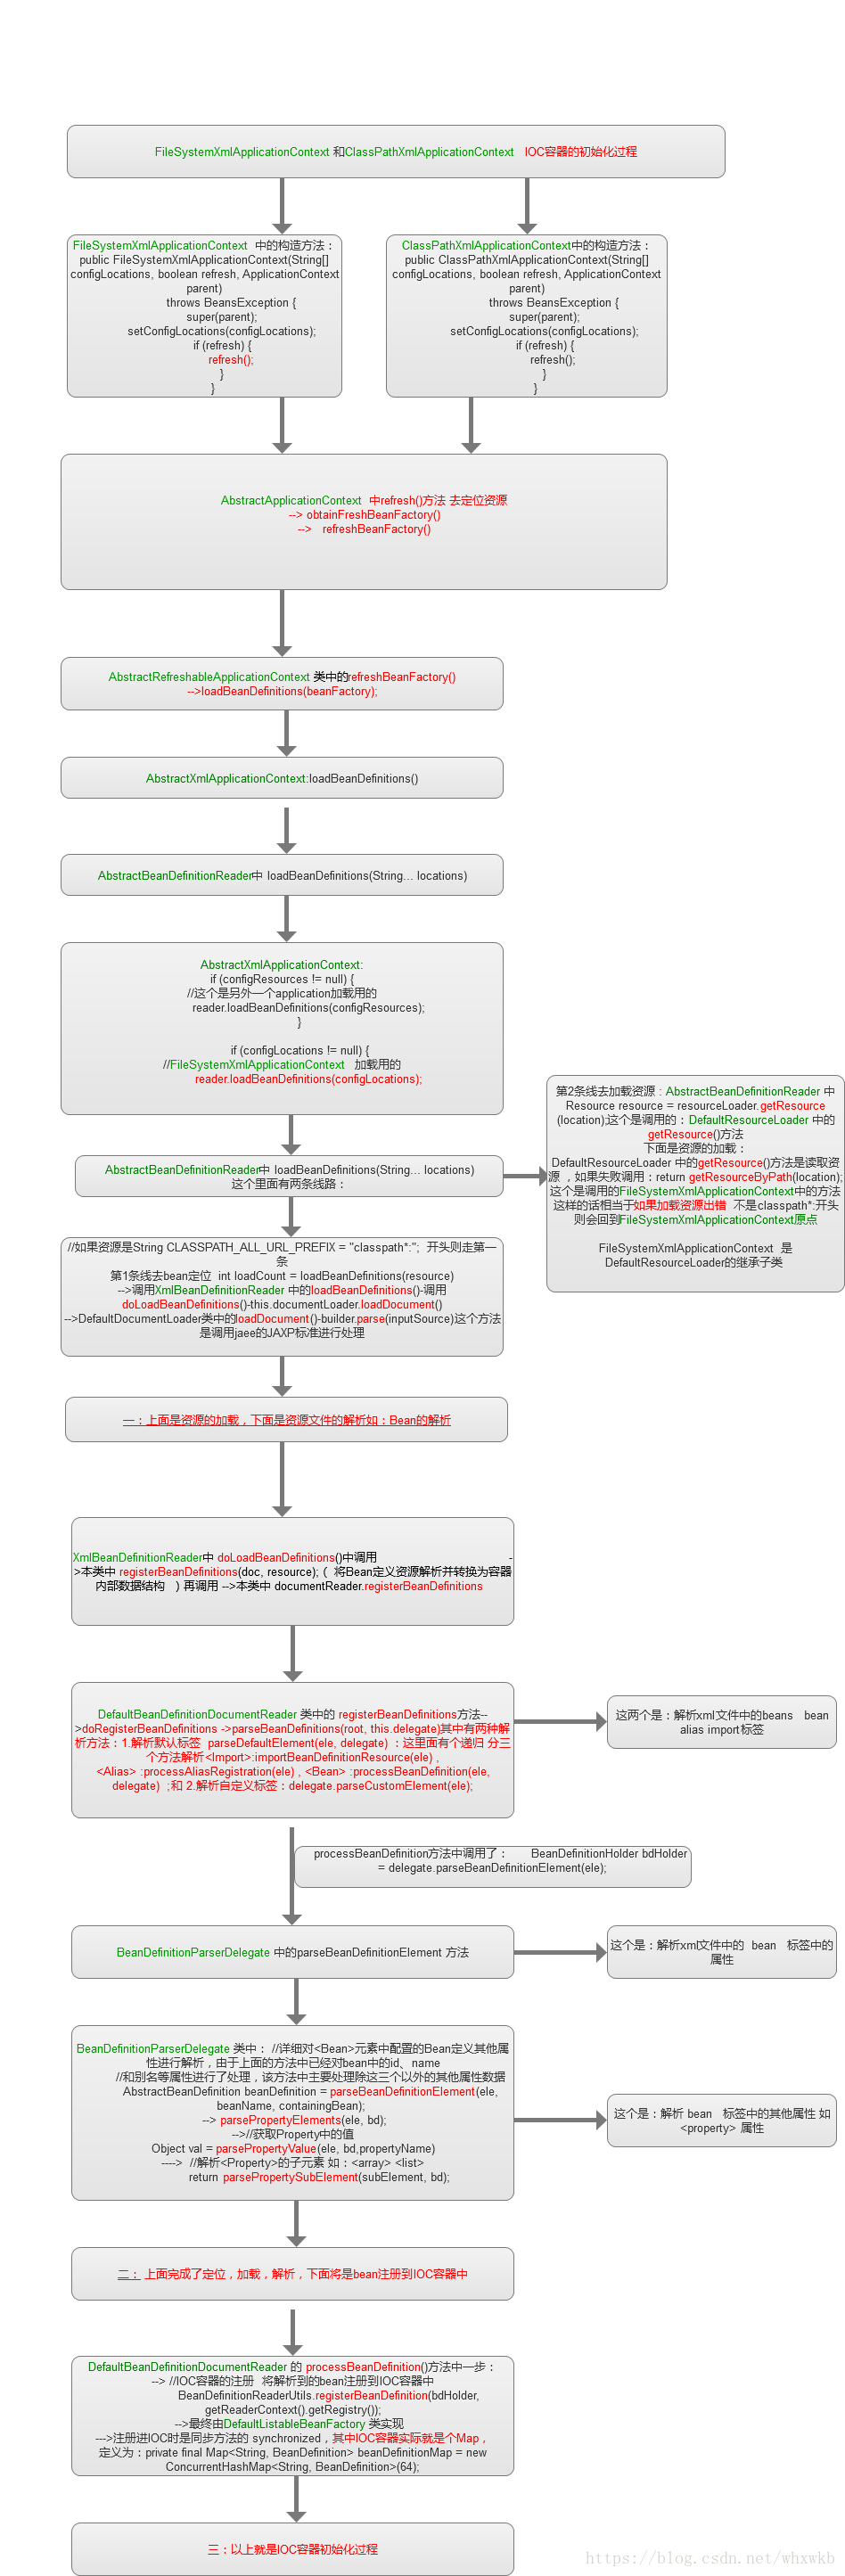 FileSystemXmlApplicationContext 和ClassPathXmlApplicationContext IOC容器的初始化过程
FileSystemXmlApplicationContext 中的构造方法：
public FileSystemXmlApplicationContext(String[]
configLocations, boolean refresh, ApplicationContext
parent)
throws BeansException {
super(parent);
setConfigLocations(configLocations);
if (refresh) {
refresh();
}
}
ClassPathXmlApplicationContext中的构造方法：
public ClassPathXmlApplicationContext(String[]
configLocations, boolean refresh, ApplicationContext
parent)
throws BeansException {
super(parent);
setConfigLocations(configLocations);
if (refresh) {
refresh();
}
}
AbstractApplicationContext 中refresh()方法 去定位资源
--> obtainFreshBeanFactory()
--> refreshBeanFactory()
AbstractRefreshableApplicationContext 类中的refreshBeanFactory()
-->loadBeanDefinitions(beanFactory);
AbstractXmlApplicationContext:loadBeanDefinitions()
AbstractBeanDefinitionReader中 loadBeanDefinitions(String... locations)
AbstractXmlApplicationContext:
if (configResources != null) {
//这个是另外一个application加载用的
reader.loadBeanDefinitions(configResources);
}
if (configLocations != null) {
//FileSystemXmlApplicationContext 加载用的
reader.loadBeanDefinitions(configLocations);
AbstractBeanDefinitionReader中 loadBeanDefinitions(String... locations)
这个里面有两条线路：
第2条线去加载资源：AbstractBeanDefinitionReader 中
Resource resource = resourceLoader.getResource
(location);这个是调用的：DefaultResourceLoader 中的
getResource()方法
下面是资源的加载：
DefaultResourceLoader 中的getResource()方法是读取资
源 ，如果失败调用：return getResourceByPath(location);
这个是调用的FileSystemXmlApplicationContext中的方法
这样的话相当于如果加载资源出错 不是classpath*:开头
则会回到FileSystemXmlApplicationContext原点
FileSystemXmlApplicationContext 是
DefaultResourceLoader的继承子类
//如果资源是String CLASSPATH_ALL_URL_PREFIX = "classpath*:"; 开头则走第一
条
第1条线去bean定位 int loadCount = loadBeanDefinitions(resource)
-->调用XmlBeanDefinitionReader 中的loadBeanDefinitions()-调用
doLoadBeanDefinitions()-this.documentLoader.loadDocument()
-->DefaultDocumentLoader类中的loadDocument()-builder.parse(inputSource)这个方法
是调用jaee的JAXP标准进行处理
一：上面是资源的加载，下面是资源文件的解析如：Bean的解析
XmlBeanDefinitionReader中 doLoadBeanDefinitions()中调用 -
>本类中 registerBeanDefinitions(doc, resource);（ 将Bean定义资源解析并转换为容器
内部数据结构 ）再调用 -->本类中 documentReader.registerBeanDefinitions
DefaultBeanDefinitionDocumentReader 类中的 registerBeanDefinitions方法--
>doRegisterBeanDefinitions ->parseBeanDefinitions(root, this.delegate)其中有两种解
析方法：1.解析默认标签 parseDefaultElement(ele, delegate) ：这里面有个递归 分三
个方法解析<Import>:importBeanDefinitionResource(ele) ,
<Alias> :processAliasRegistration(ele) , <Bean> :processBeanDefinition(ele,
delegate) ;和 2.解析自定义标签：delegate.parseCustomElement(ele);
这两个是：解析xml文件中的beans bean
alias import标签
processBeanDefinition方法中调用了： BeanDefinitionHolder bdHolder
= delegate.parseBeanDefinitionElement(ele);
BeanDefinitionParserDelegate 中的parseBeanDefinitionElement 方法
这个是：解析xml文件中的 bean 标签中的
属性
BeanDefinitionParserDelegate 类中： //详细对<Bean>元素中配置的Bean定义其他属
性进行解析，由于上面的方法中已经对bean中的id、name
//和别名等属性进行了处理，该方法中主要处理除这三个以外的其他属性数据
AbstractBeanDefinition beanDefinition = parseBeanDefinitionElement(ele,
beanName, containingBean);
--> parsePropertyElements(ele, bd);
-->//获取Property中的值
Object val = parsePropertyValue(ele, bd,propertyName)
----> //解析<Property>的子元素 如：<array> <list>
return parsePropertySubElement(subElement, bd);
这个是：解析 bean 标签中的其他属性 如
<property> 属性
二： 上面完成了定位，加载，解析，下面将是bean注册到IOC容器中
DefaultBeanDefinitionDocumentReader 的 processBeanDefinition()方法中一步：
--> //IOC容器的注册 将解析到的bean注册到IOC容器中
BeanDefinitionReaderUtils.registerBeanDefinition(bdHolder,
getReaderContext().getRegistry());
-->最终由DefaultListableBeanFactory 类实现
--->注册进IOC时是同步方法的 synchronized，其中IOC容器实际就是个Map，
定义为：private final Map<String, BeanDefinition> beanDefinitionMap = new
ConcurrentHashMap<String, BeanDefinition>(64);
三：以上就是IOC容器初始化过程
https://blog.csdn.net/whxwkb